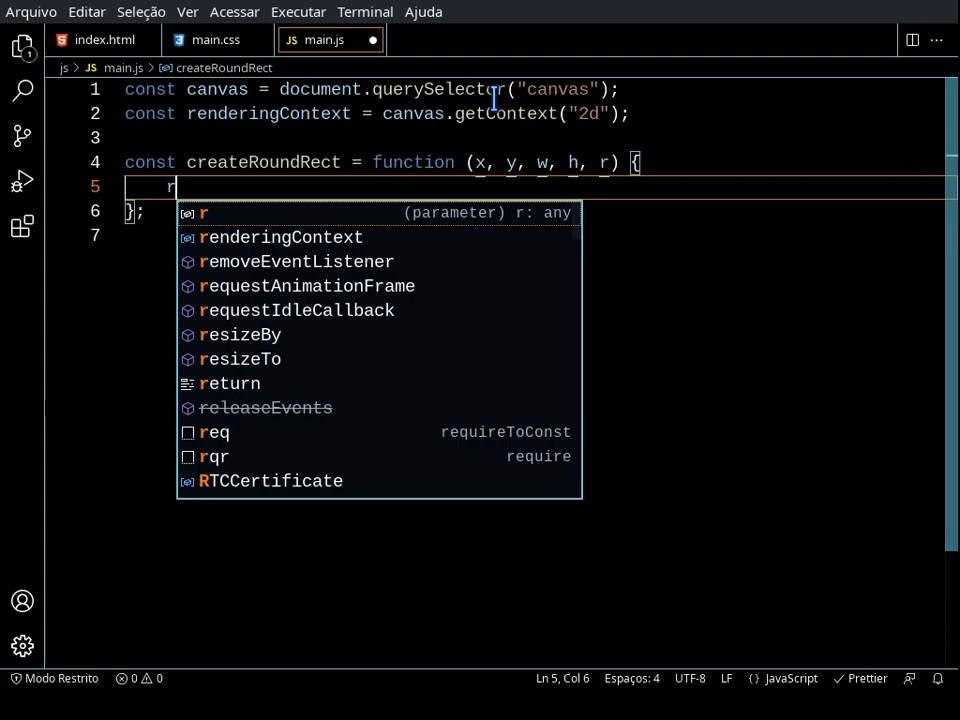 Arquivo Editar Seleção Ver Acessar Executar Terminal Ajuda
index.html main.css JS main.js
js > JS main.js > createRoundRect
1 const canvas = document.querySelector("canvas");
2 const renderingContext = canvas.getContext("2d");
3
4 const createRoundRect = function (x, y, w, h, r) {
5 r
6 };
7
r (parameter) r: any
renderingContext
removeEventListener
requestAnimationFrame
requestIdleCallback
resizeBy
resizeTo
return
releaseEvents
req requireToConst
rqr require
RTCCertificate
1
Modo Restrito 0 0 Ln 5, Col 6 Espaços: 4 UTF-8 LF {} JavaScript Prettier